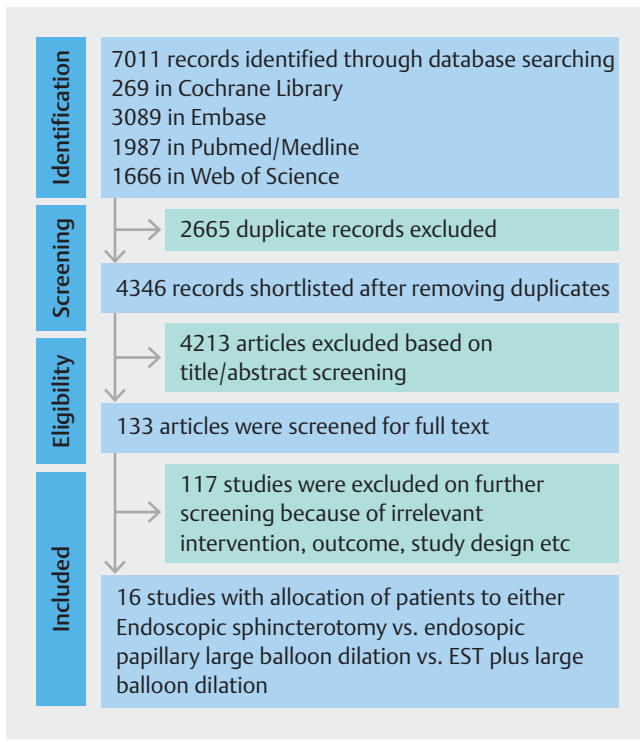 Identification
7011 records identified through database searching
269 in Cochrane Library
3089 in Embase
1987 in Pubmed/Medline
1666 in Web of Science
Screening
2665 duplicate records excluded
4346 records shortlisted after removing duplicates
Eligibility
4213 articles excluded based on
title/abstract screening
133 articles were screened for full text
Included
117 studies were excluded on further
screening because of irrelevant
intervention, outcome, study design etc
16 studies with allocation of patients to either
Endoscopic sphincterotomy vs. endosopic
papillary large balloon dilation vs. EST plus large
balloon dilation